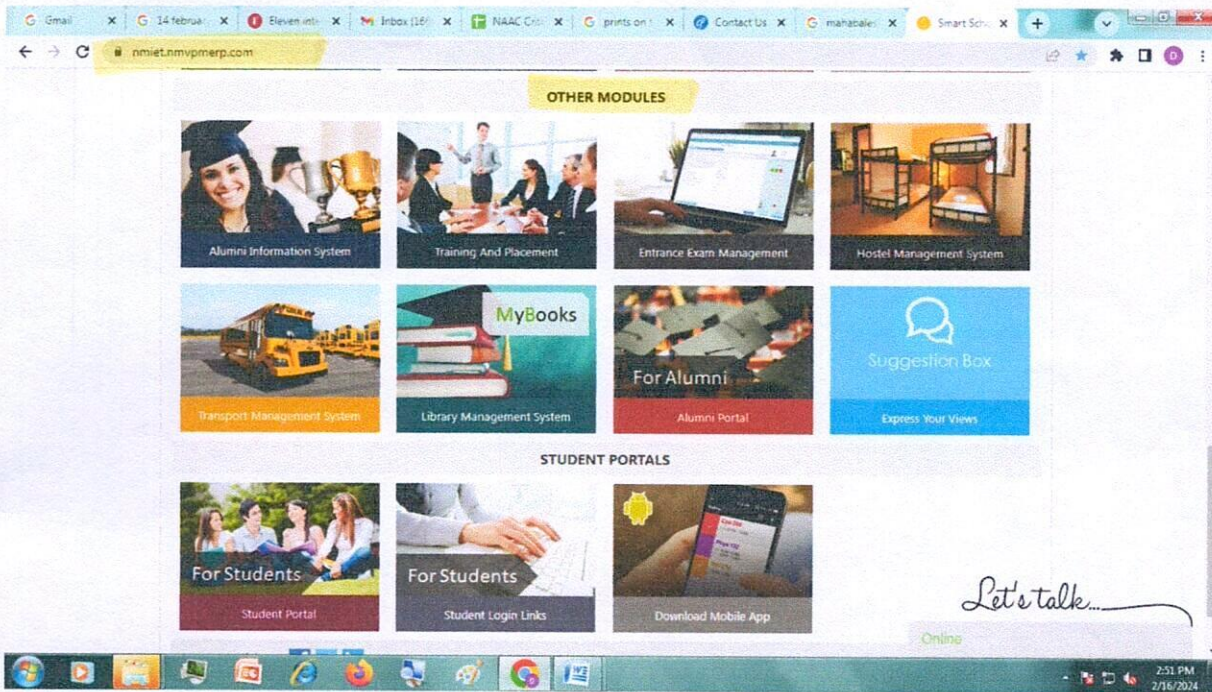 Gmail
14 februa
Eleven int
Inbox (16
NAAC Crit
prints on
Contact Us
mahabale
Smart Sch
nmiet.nmvpmerp.com
D
OTHER MODULES
Alumni Information System
Training And Placement
Entrance Exam Management
Hostel Management System
MyBooks
For Alumni
Suggestion Box
Transport Management System
Library Management System
Alumni Portal
Express Your Views
STUDENT PORTALS
For Students
For Students
Student Portal
Student Login Links
Download Mobile App
Let's talk...
Online
2:51 PM
2/16/2024